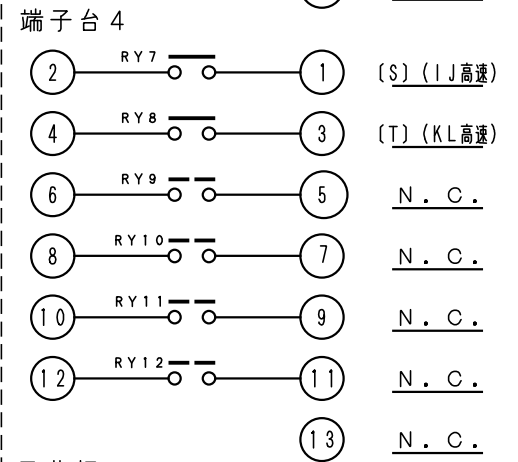 端子台4
2 RY7 1 〔S〕(IJ高速)
4 RY8 3 〔T〕(KL高速)
6 RY9 5 N.C.
8 RY10 7 N.C.
10 RY11 9 N.C.
12 RY12 11 N.C.
13 N.C.